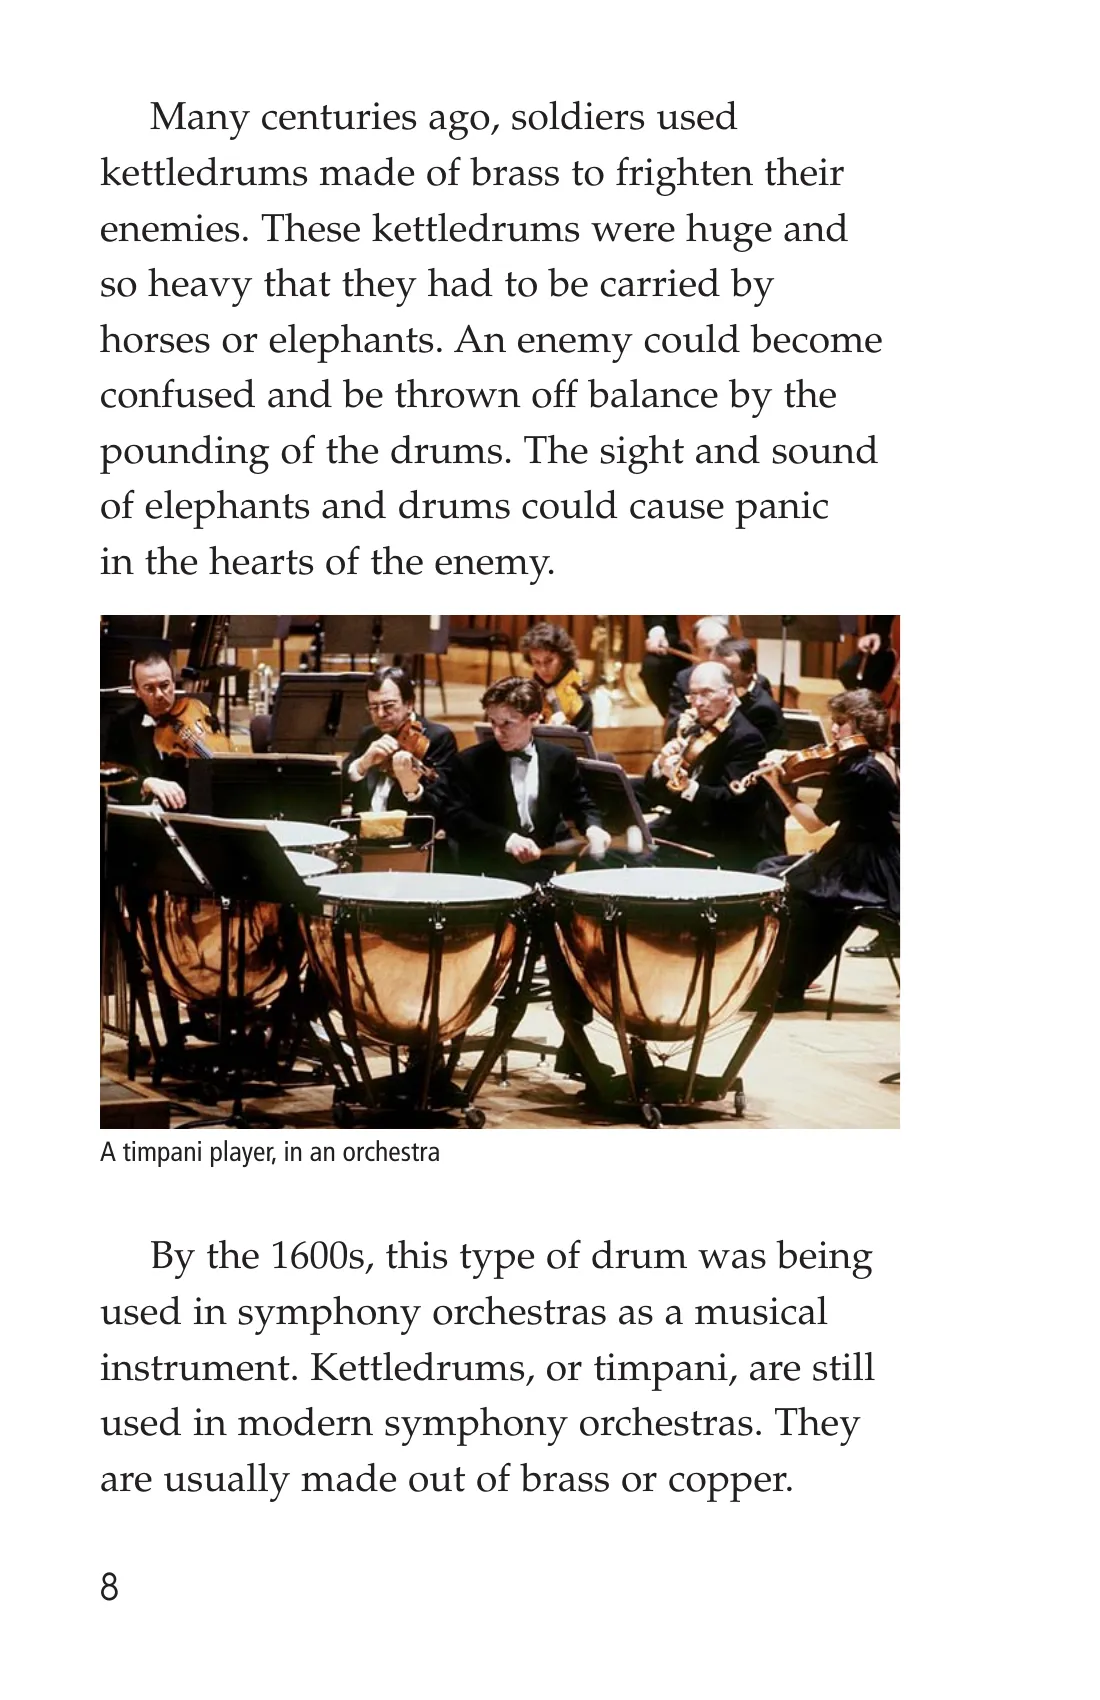 Many centuries ago, soldiers used
kettledrums made of brass to frighten their
enemies. These kettledrums were huge and
so heavy that they had to be carried by
horses or elephants. An enemy could become
confused and be thrown off balance by the
pounding of the drums. The sight and sound
of elephants and drums could cause panic
in the hearts of the enemy.
A timpani player, in an orchestra
By the 1600s, this type of drum was being
used in symphony orchestras as a musical
instrument. Kettledrums, or timpani, are still
used in modern symphony orchestras. They
are usually made out of brass or copper.
8